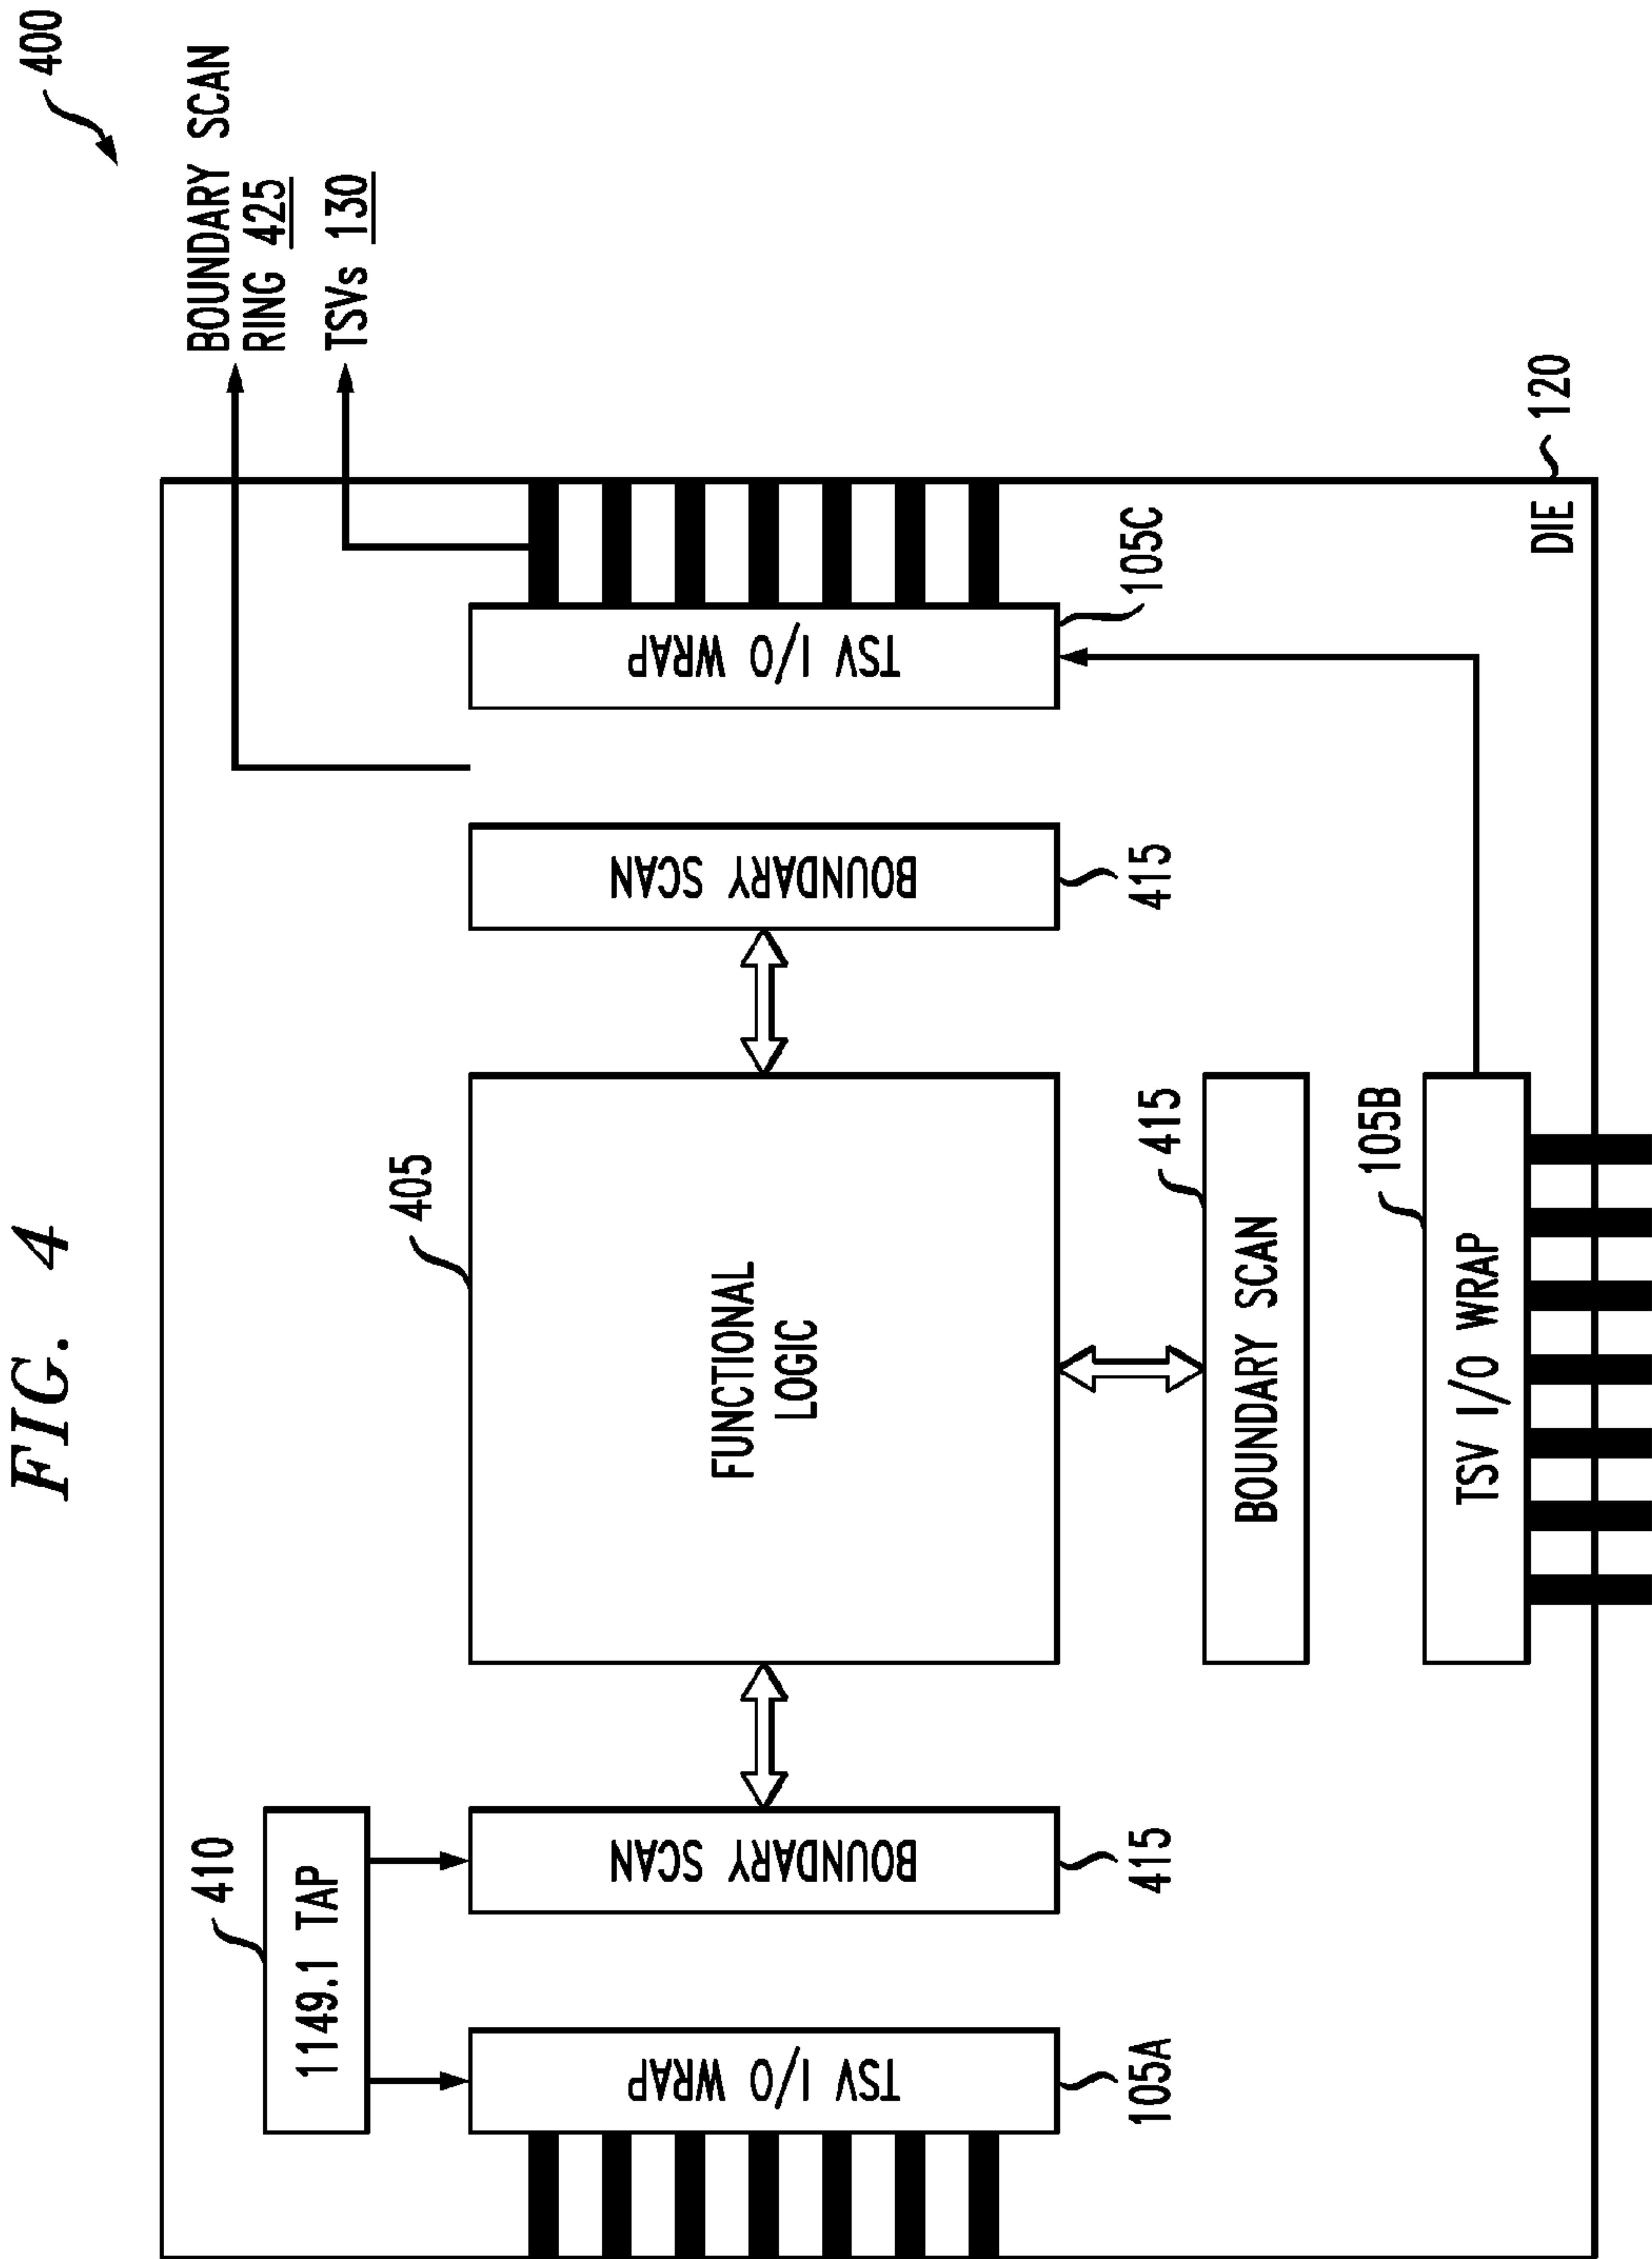 FIG. 4
400
BOUNDARY SCAN
RING 425
TSVs 130
410
1149.1 TAP
405
TSV I/O WRAP
105A
BOUNDARY SCAN
415
FUNCTIONAL
LOGIC
BOUNDARY SCAN
415
TSV I/O WRAP
105C
BOUNDARY SCAN
415
TSV I/O WRAP
105B
DIE
120